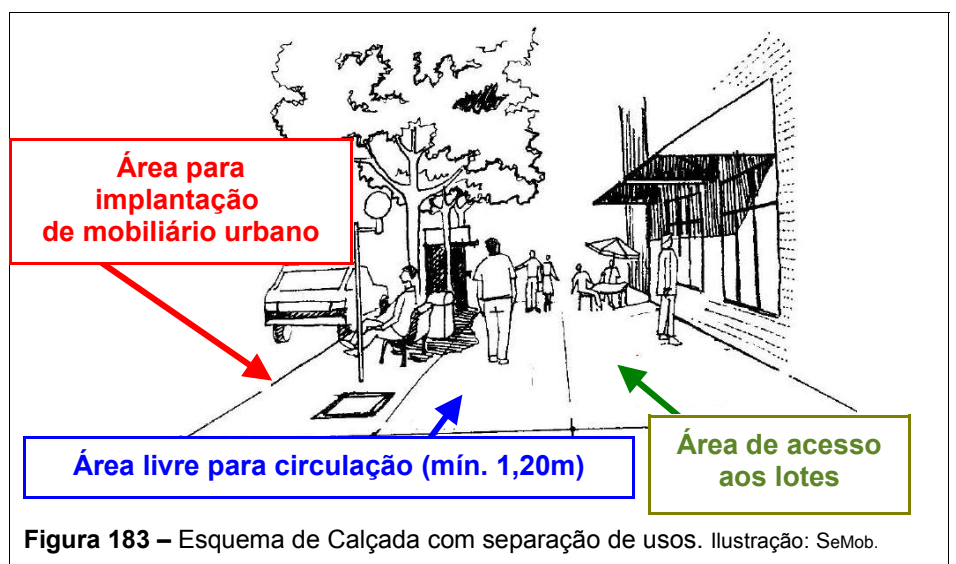 Área para
implantação
de mobiliário urbano
Área livre para circulação (mín. 1,20m)
Área de acesso
aos lotes
Figura 183 – Esquema de Calçada com separação de usos. Ilustração: SeMob.